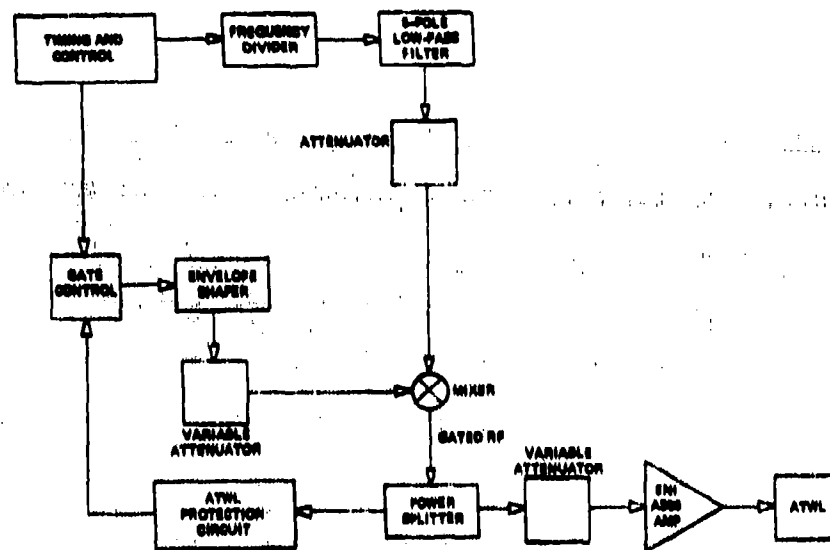 TIMING AND
CONTROL
FREQUENCY
DIVIDER
LOW-PASS
FILTER
ATTENUATOR
GATE
CONTROL
ENVELOPE
SHAPER
VARIABLE
ATTENUATOR
MIXER
GATED RF
VARIABLE
ATTENUATOR
ATWL
PROTECTION
CIRCUIT
POWER
SPLITTER
AMP
ATWL